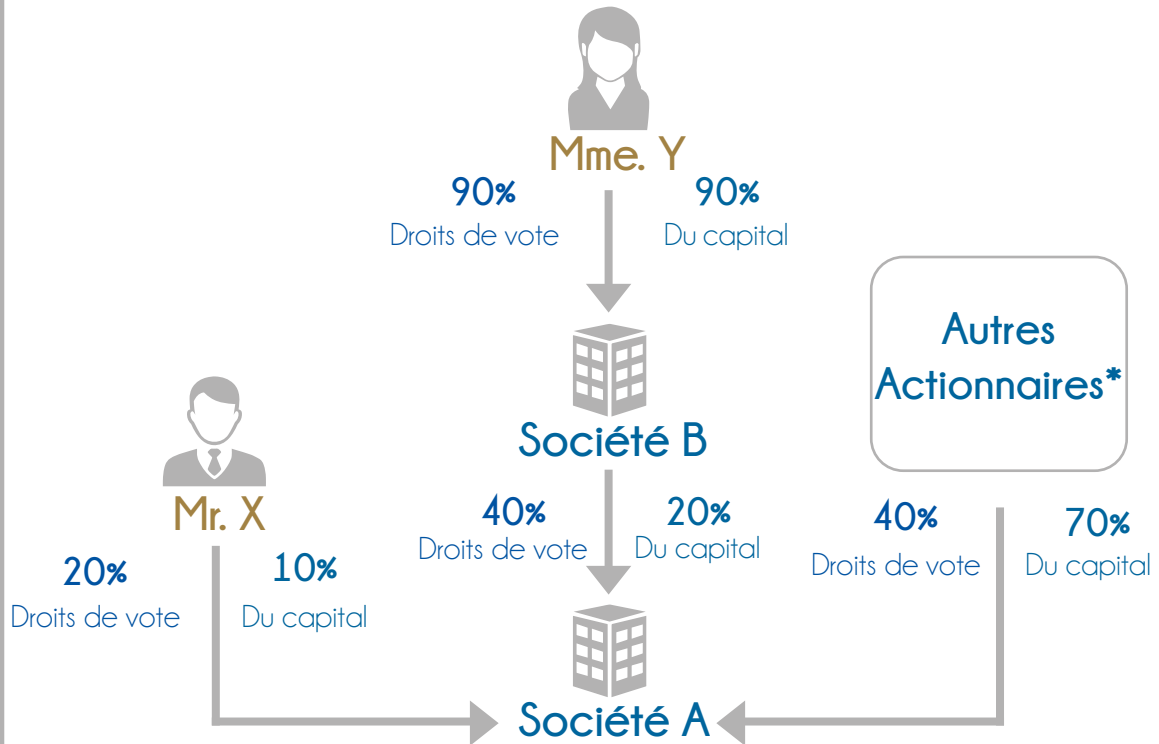 Mme. Y
90%
Droits de vote
90%
Du capital
Autres
Actionnaires*
Société B
Mr. X
20%
Droits de vote
10%
Du capital
40%
Droits de vote
20%
Du capital
40%
Droits de vote
70%
Du capital
Société A